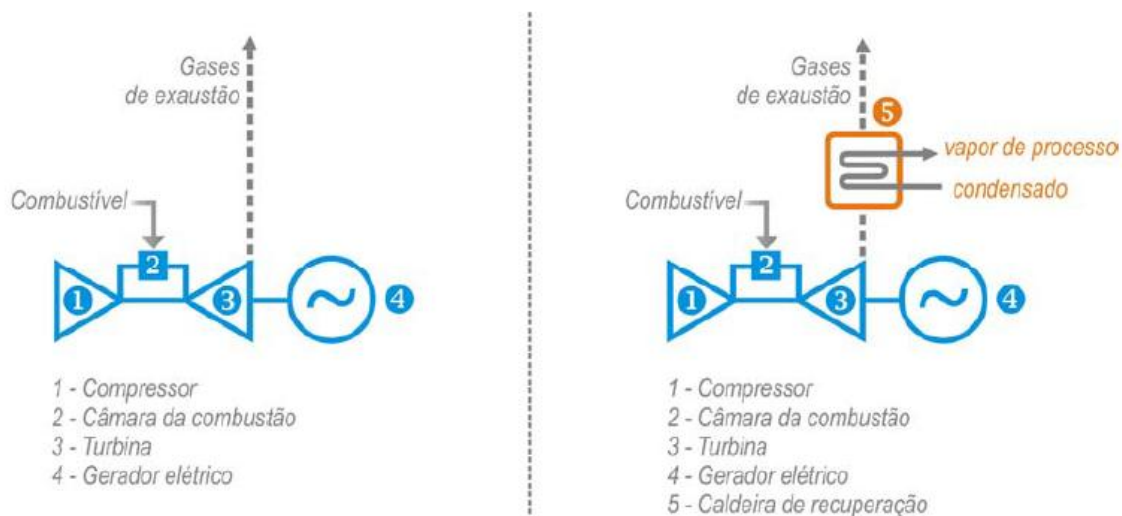 Gases
de exaustão
Combustível
2
1
3
4
1 - Compressor
2 - Câmara da combustão
3 - Turbina
4 - Gerador elétrico
Gases
de exaustão
5
vapor de processo
condensado
Combustível
2
1
3
4
1 - Compressor
2 - Câmara da combustão
3 - Turbina
4 - Gerador elétrico
5 - Caldeira de recuperação